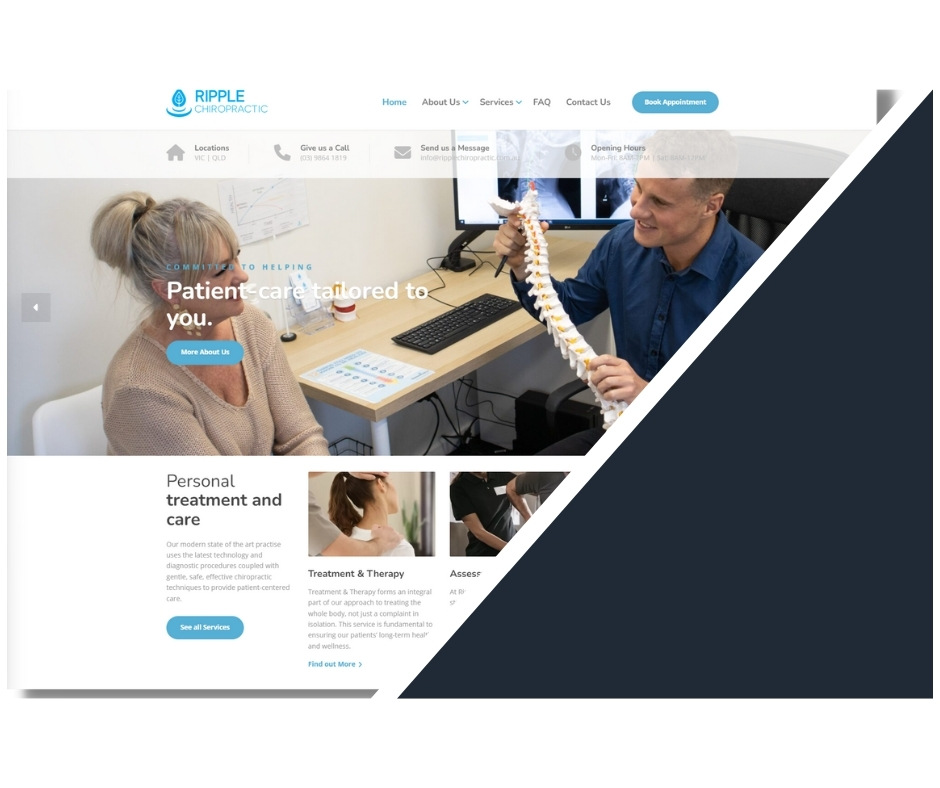 RIPPLE
CHIROPRACTIC
Home
About Us
Services
FAQ
Contact Us
Book Appointment
Locations
VIC | QLD
Give us a Call
(03) 9864 1819
Send us a Message
info@ripplechiropractic.com.au
Opening Hours
Mon-Fri: 8AM-7PM | Sat: 8AM-17PM
COMMITTED TO HELPING
Patient-care tailored to
you.
More About Us
Personal
treatment and
care
Our modern state of the art practise
uses the latest technology and
diagnostic procedures coupled with
gentle, safe, effective chiropractic
techniques to provide patient-centered
care.
See all Services
Treatment & Therapy
Treatment & Therapy forms an integral
part of our approach to treating the
whole body, not just a complaint in
isolation. This service is fundamental to
ensuring our patients' long-term
and wellness.
Find out More
At